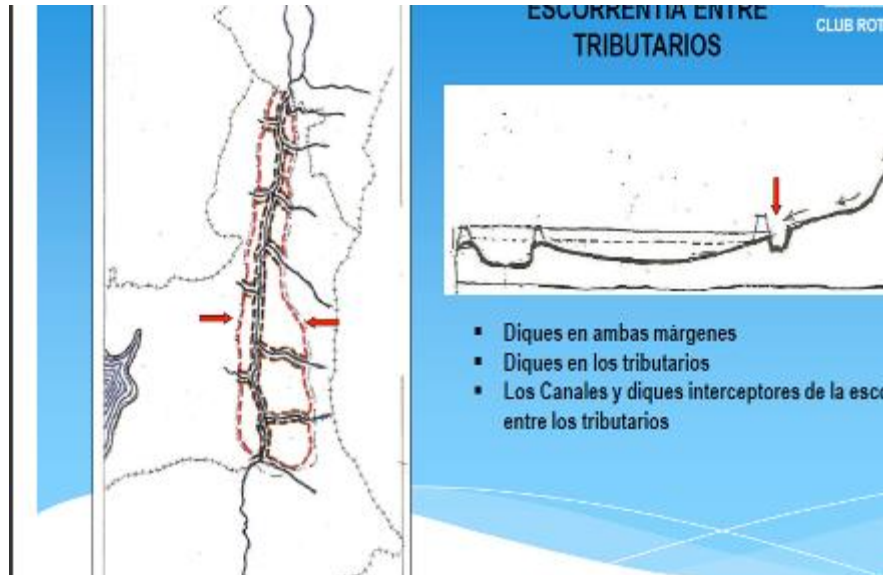 ESCORRENTIA ENTRE
TRIBUTARIOS
CLUB ROT
▪ Diques en ambas márgenes
▪ Diques en los tributarios
▪ Los Canales y diques interceptores de la esco
entre los tributarios